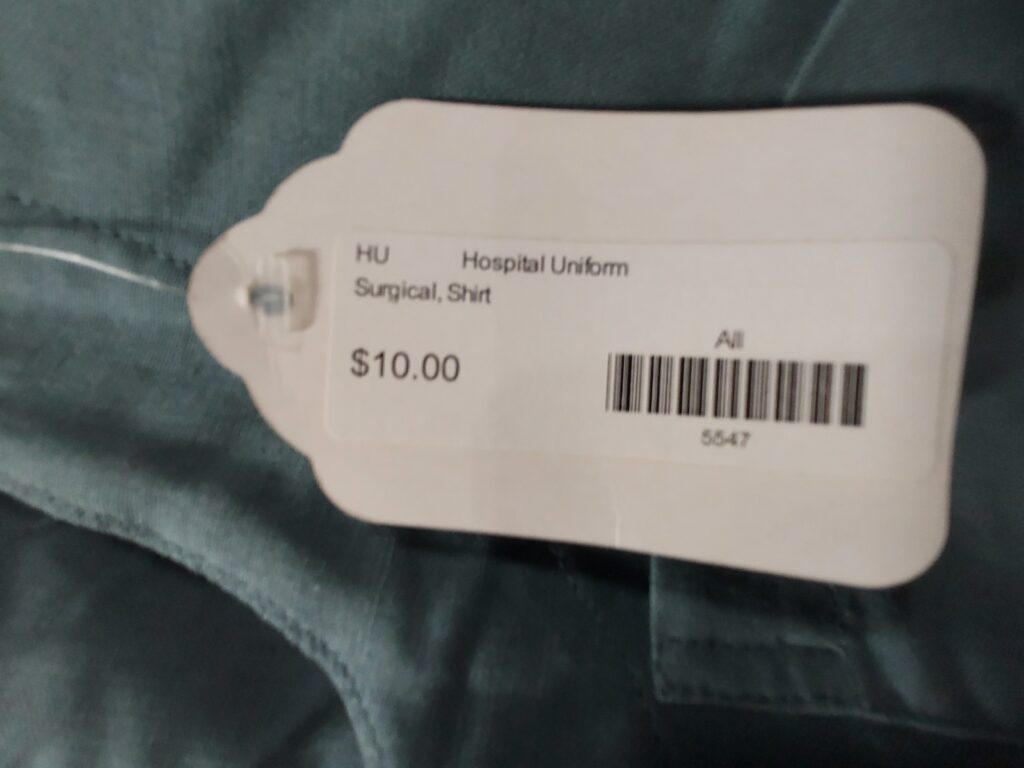 HU Hospital Uniform
Surgical, Shirt
$10.00
All
5547